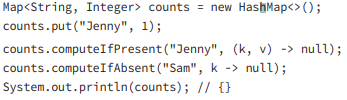 Map<String, Integer> counts = new HashMap<>();
counts.put("Jenny", 1);
counts.computeIfPresent("Jenny", (k, v) -> null);
counts.computeIfAbsent("Sam", k -> null);
System.out.println(counts); // {}